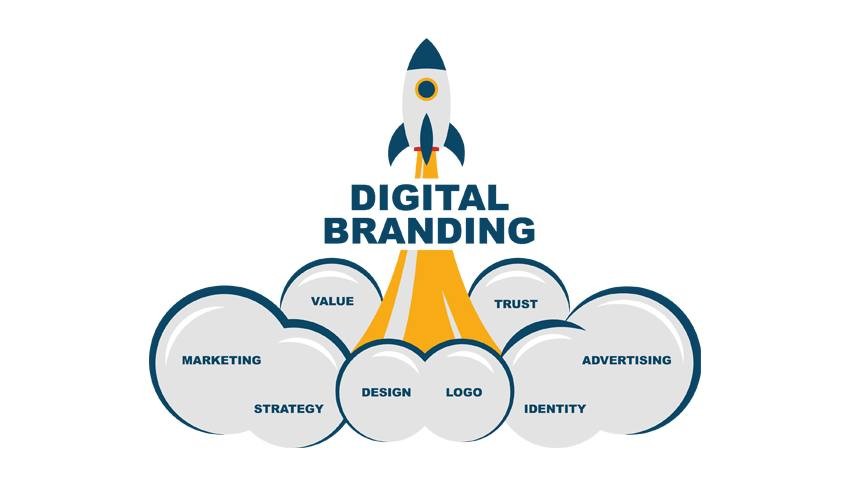 DIGITAL
BRANDING
VALUE
TRUST
MARKETING
ADVERTISING
STRATEGY
DESIGN
LOGO
IDENTITY